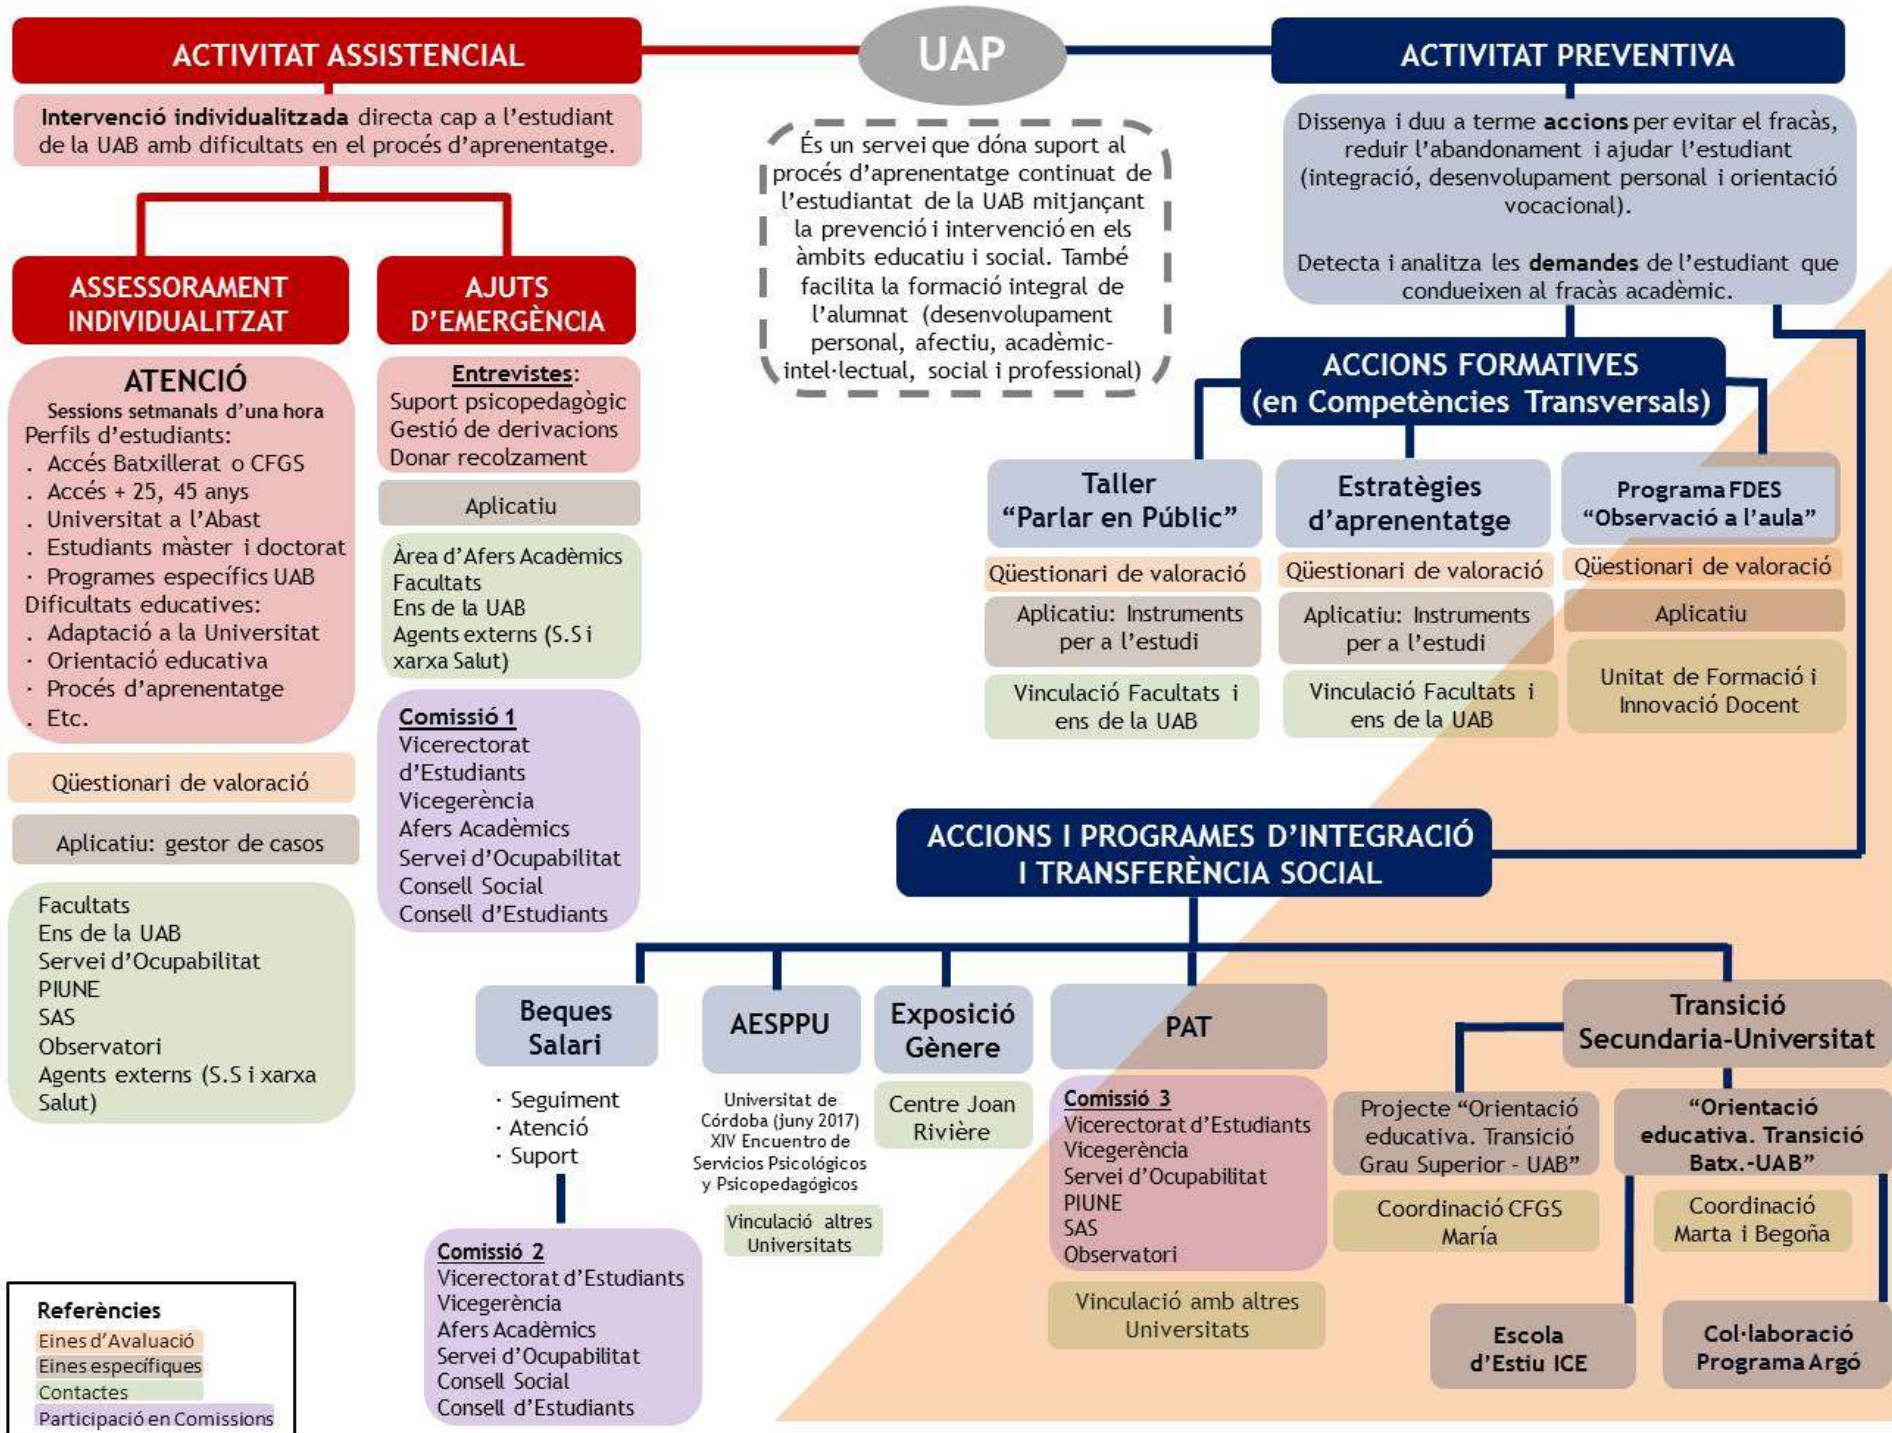 UAP
És un servei que dóna suport al
procés d'aprenentatge continuat de
l'estudiantat de la UAB mitjançant
la prevenció i intervenció en els
àmbits educatiu i social. També
facilita la formació integral de
l'alumnat (desenvolupament
personal, afectiu, acadèmic-
intel·lectual, social i professional)
ACTIVITAT ASSISTENCIAL
Intervenció individualitzada directa cap a l'estudiant
de la UAB amb dificultats en el procés d'aprenentatge.
ASSESSORAMENT
INDIVIDUALITZAT
ATENCIÓ
Sessions setmanals d'una hora
Perfils d'estudiants:
. Accés Batxillerat o CFGS
. Accés + 25, 45 anys
. Universitat a l'Abast
. Estudiants màster i doctorat
· Programes específics UAB
Dificultats educatives:
. Adaptació a la Universitat
· Orientació educativa
· Procés d'aprenentatge
. Etc.
Qüestionari de valoració
Aplicatiu: gestor de casos
Facultats
Ens de la UAB
Servei d'Ocupabilitat
PIUNE
SAS
Observatori
Agents externs (S.S i xarxa
Salut)
AJUTS
D'EMERGÈNCIA
Entrevistes:
Suport psicopedagògic
Gestió de derivacions
Donar recolzament
Aplicatiu
Àrea d'Afers Acadèmics
Facultats
Ens de la UAB
Agents externs (S.S i
xarxa Salut)
Comissió 1
Vicerectorat
d'Estudiants
Vicegerència
Afers Acadèmics
Servei d'Ocupabilitat
Consell Social
Consell d'Estudiants
ACTIVITAT PREVENTIVA
Dissenya i duu a terme accions per evitar el fracàs,
reduir l'abandonament i ajudar l'estudiant
(integració, desenvolupament personal i orientació
vocacional).
Detecta i analitza les demandes de l'estudiant que
condueixen al fracàs acadèmic.
ACCIONS FORMATIVES
(en Competències Transversals)
Taller
“Parlar en Públic”
Qüestionari de valoració
Aplicatiu: Instruments
per a l'estudi
Vinculació Facultats i
ens de la UAB
Estratègies
d'aprenentatge
Qüestionari de valoració
Aplicatiu: Instruments
per a l'estudi
Vinculació Facultats i
ens de la UAB
Programa FDES
“Observació a l'aula”
Qüestionari de valoració
Aplicatiu
Unitat de Formació i
Innovació Docent
ACCIONS I PROGRAMES D'INTEGRACIÓ
I TRANSFERÈNCIA SOCIAL
Beques
Salari
· Seguiment
· Atenció
· Suport
Comissió 2
Vicerectorat d'Estudiants
Vicegerència
Afers Acadèmics
Servei d'Ocupabilitat
Consell Social
Consell d'Estudiants
AESPPU
Universitat de
Córdoba (juny 2017)
XIV Encuentro de
Servicios Psicológicos
y Psicopedagógicos
Vinculació altres
Universitats
Exposició
Gènere
Centre Joan
Rivière
PAT
Comissió 3
Vicerectorat d'Estudiants
Vicegerència
Servei d'Ocupabilitat
PIUNE
SAS
Observatori
Vinculació amb altres
Universitats
Transició
Secundaria-Universitat
Projecte “Orientació
educativa. Transició
Grau Superior - UAB”
Coordinació CFGS
María
“Orientació
educativa. Transició
Batx.-UAB”
Coordinació
Marta i Begoña
Escola
d'Estiu ICE
Col·laboració
Programa Argó
Referències
Eines d'Avaluació
Eines específiques
Contactes
Participació en Comissions